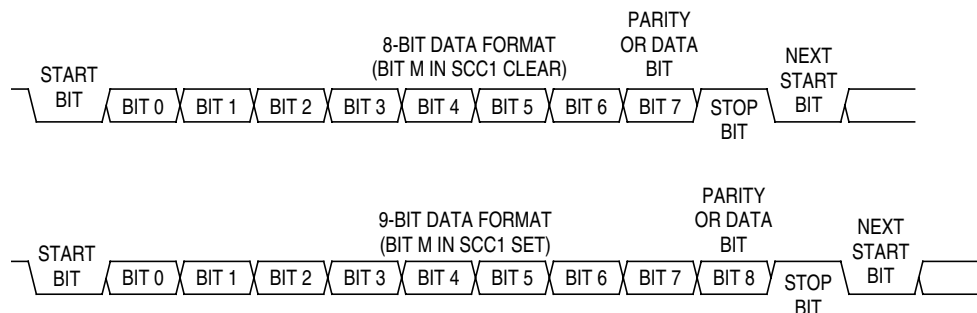 8-BIT DATA FORMAT
(BIT M IN SCC1 CLEAR)
PARITY
OR DATA
BIT
START
BIT
BIT 0
BIT 1
BIT 2
BIT 3
BIT 4
BIT 5
BIT 6
BIT 7
STOP
BIT
NEXT
START
BIT
9-BIT DATA FORMAT
(BIT M IN SCC1 SET)
PARITY
OR DATA
BIT
START
BIT
BIT 0
BIT 1
BIT 2
BIT 3
BIT 4
BIT 5
BIT 6
BIT 7
BIT 8
STOP
BIT
NEXT
START
BIT